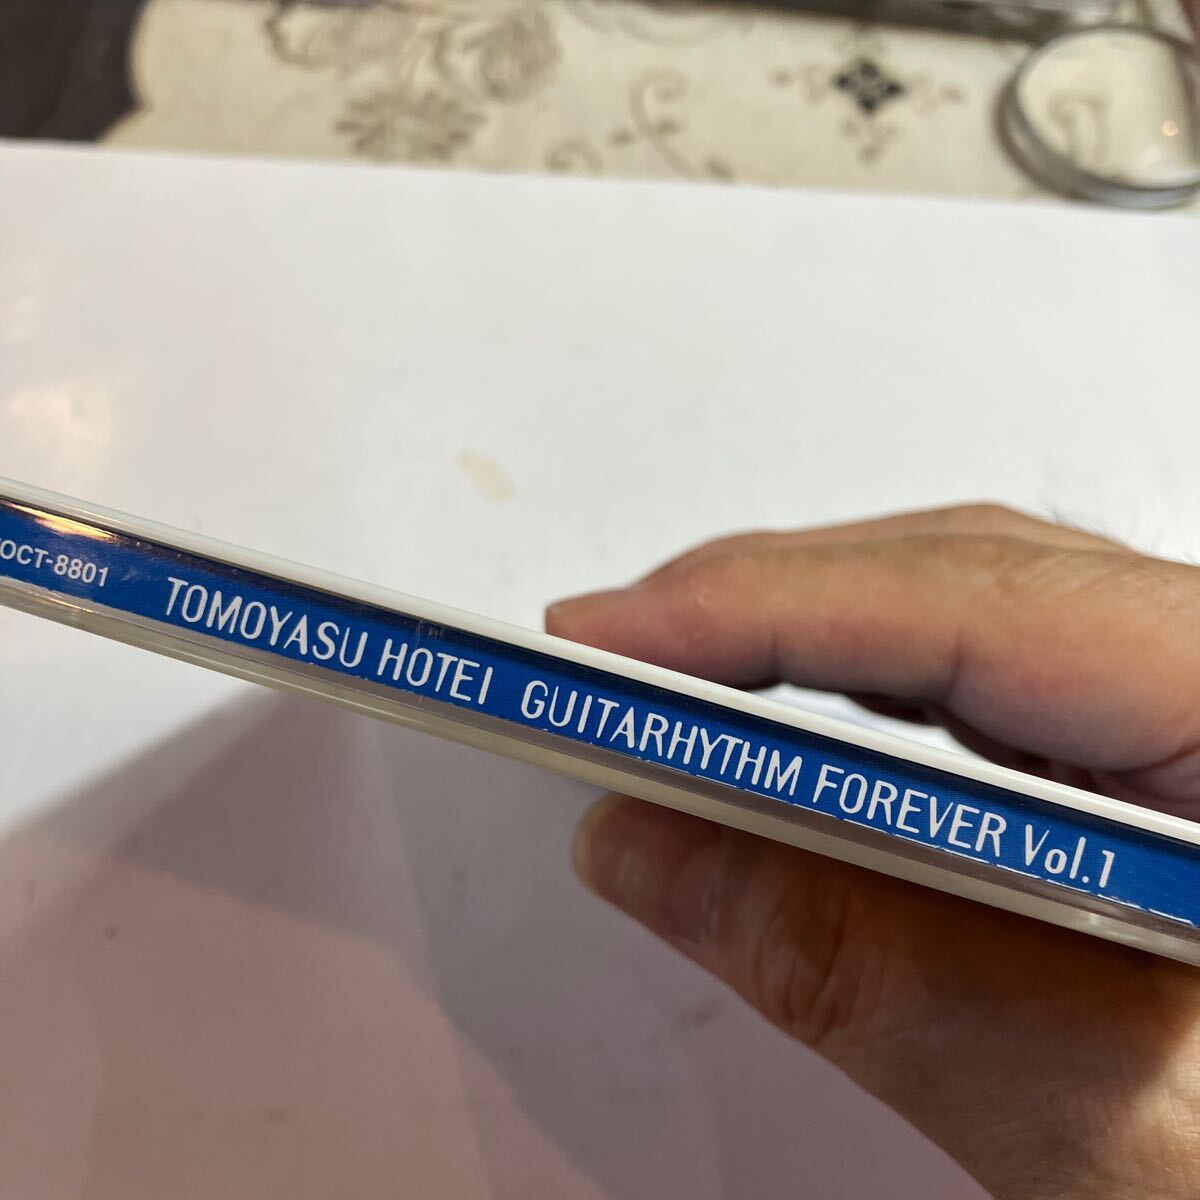 OCT-8801 TOMOYASU HOTEI GUITARHYTHM FOREVER Vol.1